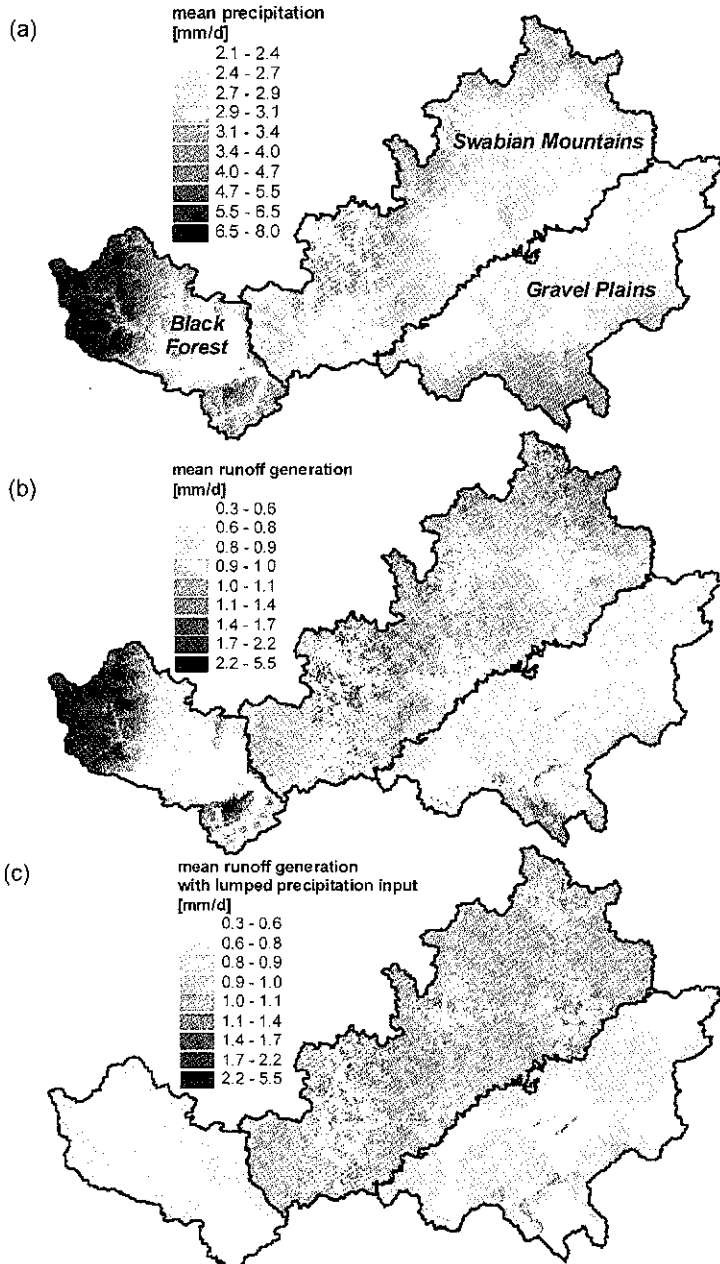 (a)
mean precipitation
[mm/d]
2.1 - 2.4
2.4 - 2.7
2.7 - 2.9
2.9 - 3.1
3.1 - 3.4
3.4 - 4.0
4.0 - 4.7
4.7 - 5.5
5.5 - 6.5
6.5 - 8.0
Swabian Mountains
Gravel Plains
Black
Forest
(b)
mean runoff generation
[mm/d]
0.3 - 0.6
0.6 - 0.8
0.8 - 0.9
0.9 - 1.0
1.0 - 1.1
1.1 - 1.4
1.4 - 1.7
1.7 - 2.2
2.2 - 5.5
(c)
mean runoff generation
with lumped precipitation input
[mm/d]
0.3 - 0.6
0.6 - 0.8
0.8 - 0.9
0.9 - 1.0
1.0 - 1.1
1.1 - 1.4
1.4 - 1.7
1.7 - 2.2
2.2 - 5.5